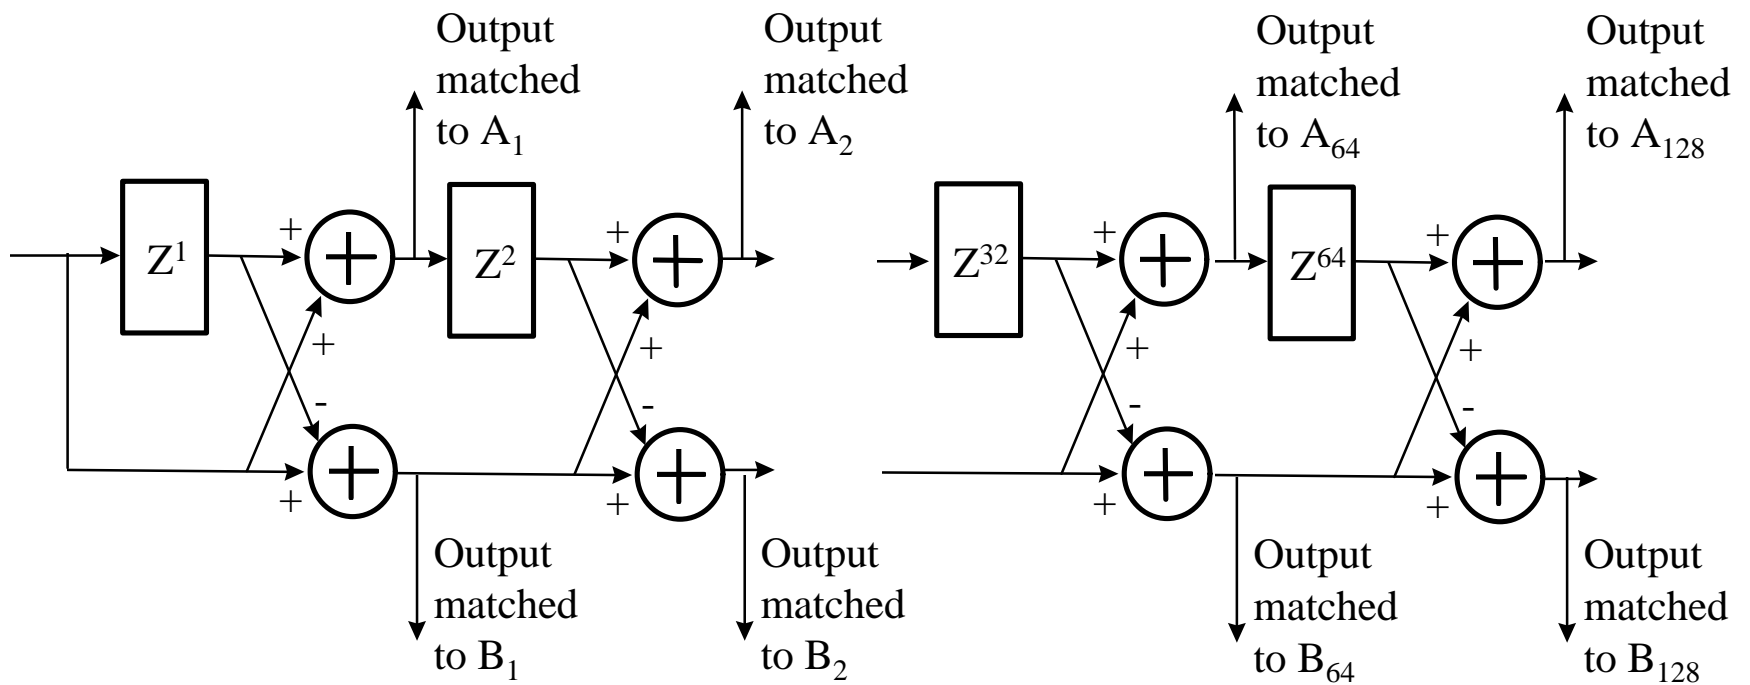 Output
matched
to A₁
Output
matched
to A₂
Output
matched
to A₆₄
Output
matched
to A₁₂₈
Z¹
+
+
-
+
Z²
+
+
-
+
Z³²
+
+
-
+
Z⁶⁴
+
+
-
+
Output
matched
to B₁
Output
matched
to B₂
Output
matched
to B₆₄
Output
matched
to B₁₂₈